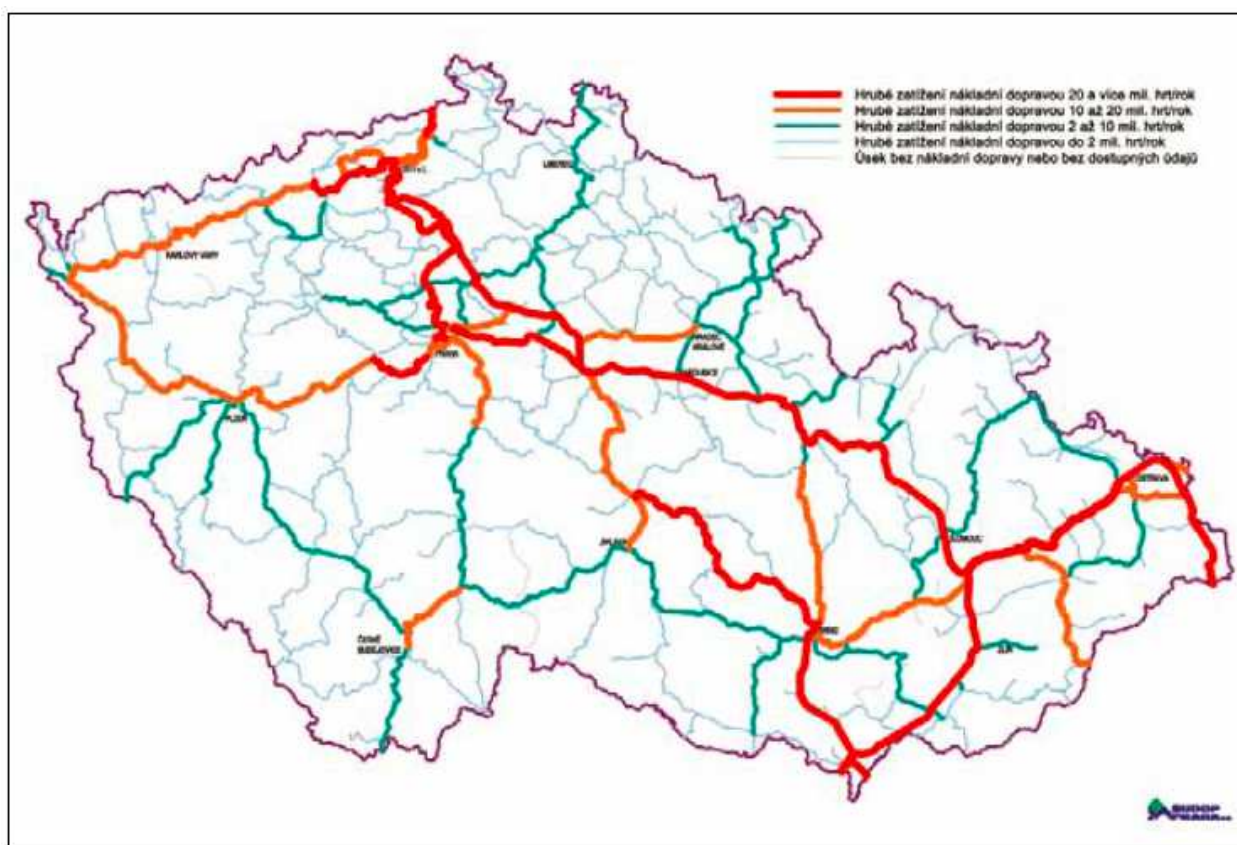 Hrubé zatížení nákladní dopravou 20 a více mil. hrt/rok
Hrubé zatížení nákladní dopravou 10 až 20 mil. hrt/rok
Hrubé zatížení nákladní dopravou 2 až 10 mil. hrt/rok
Hrubé zatížení nákladní dopravou do 2 mil. hrt/rok
Úsek bez nákladní dopravy nebo bez dostupných údajů
LIBEREC
KARLOVY VARY
HRADEC
KRÁLOVÉ
PRAHA
PLZEŇ
OSTRAVA
OLOMOUC
JIHLAVA
BRNO
ČESKÉ
BUDĚJOVICE
ZLÍN
SUDOP
PRAHA a.s.